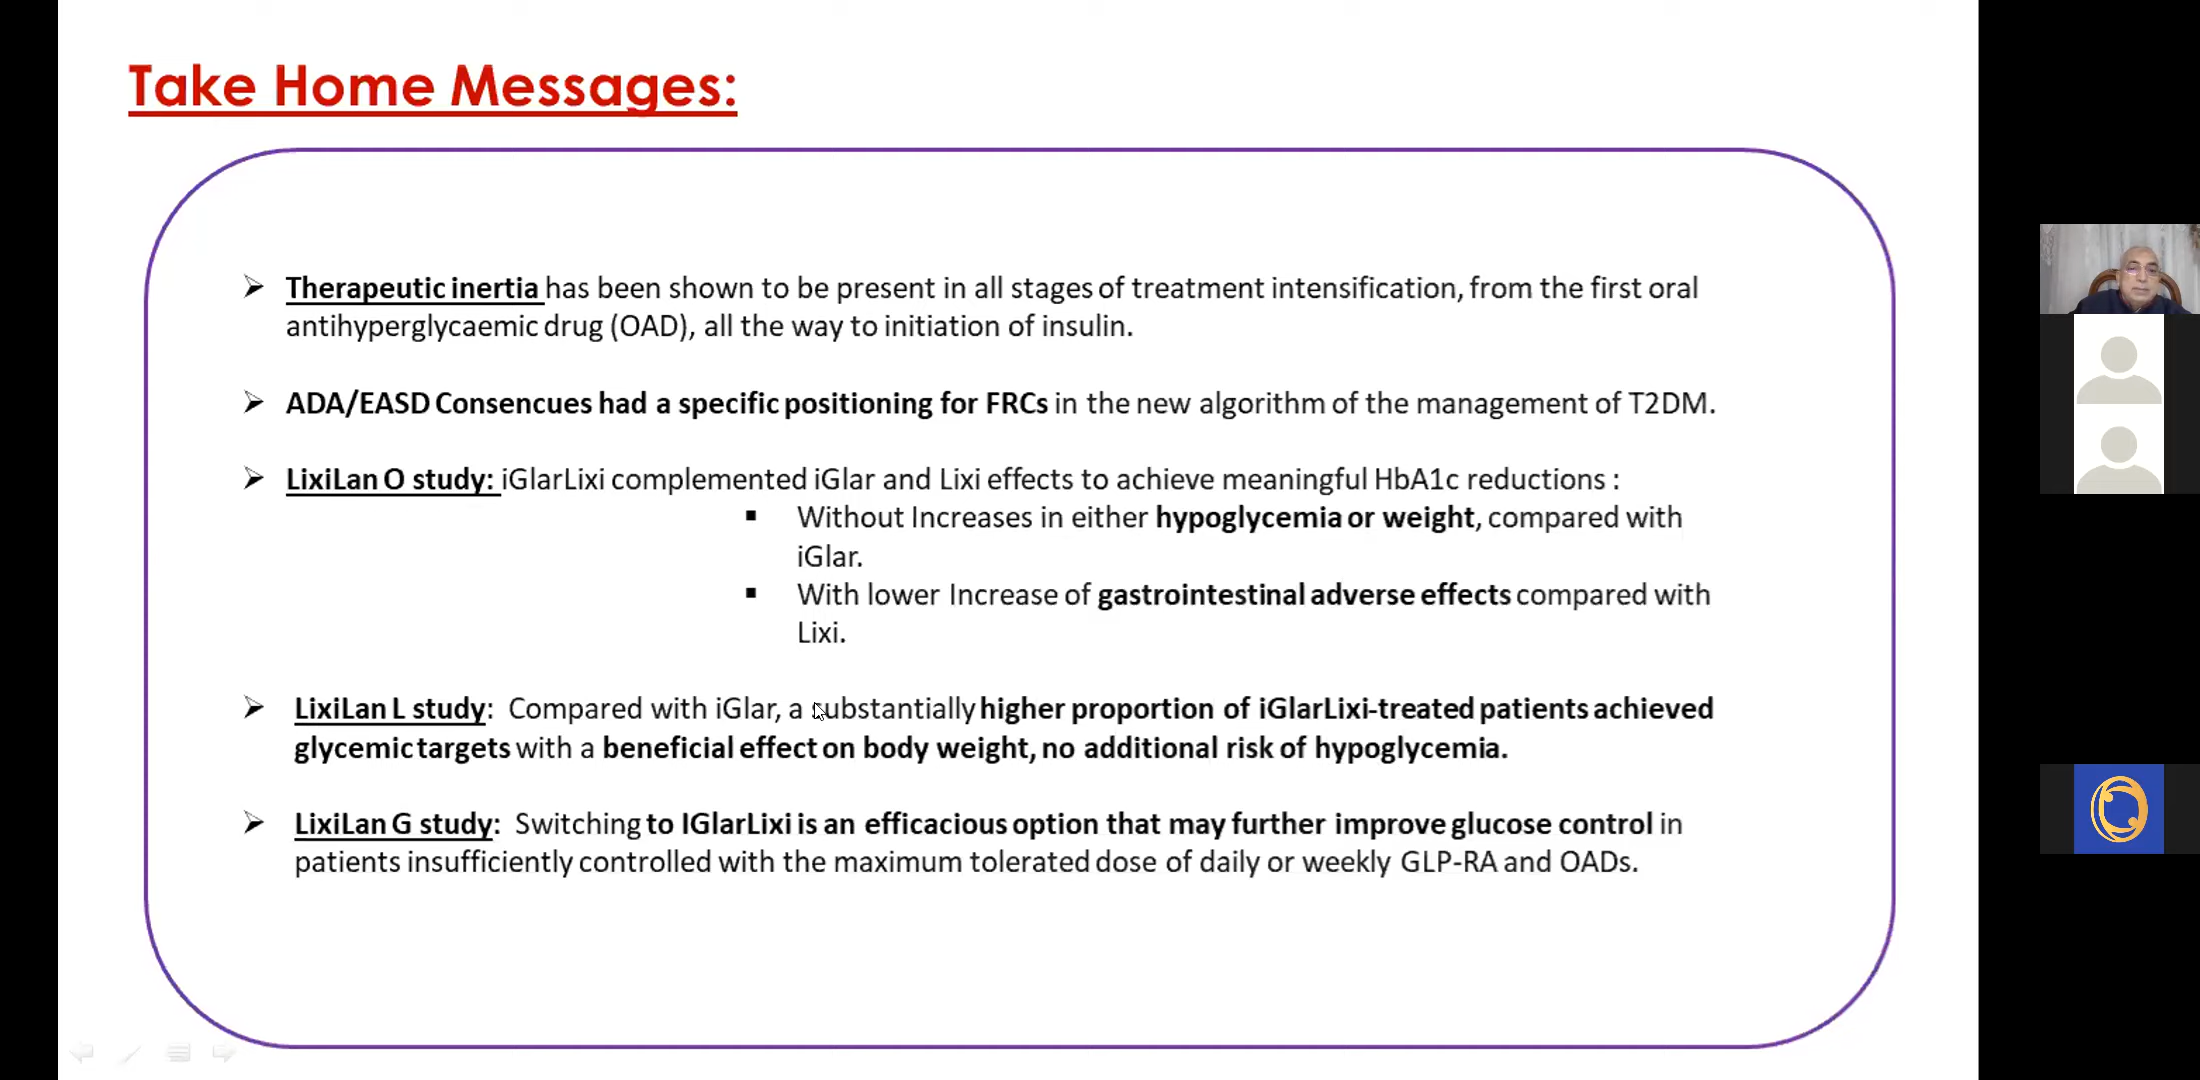 Take Home Messages:
Therapeutic inertia has been shown to be present in all stages of treatment intensification, from the first oral
antihyperglycaemic drug (OAD), all the way to initiation of insulin.
ADA/EASD Consencues had a specific positioning for FRCs in the new algorithm of the management of T2DM.
LixiLan O study: iGlarLixi complemented iGlar and Lixi effects to achieve meaningful HbA1c reductions :
Without Increases in either hypoglycemia or weight, compared with
iGlar.
With lower Increase of gastrointestinal adverse effects compared with
Lixi.
LixiLan L study: Compared with iGlar, a substantially higher proportion of iGlarLixi-treated patients achieved
glycemic targets with a beneficial effect on body weight, no additional risk of hypoglycemia.
LixiLan G study: Switching to IGlarLixi is an efficacious option that may further improve glucose control in
patients insufficiently controlled with the maximum tolerated dose of daily or weekly GLP-RA and OADs.